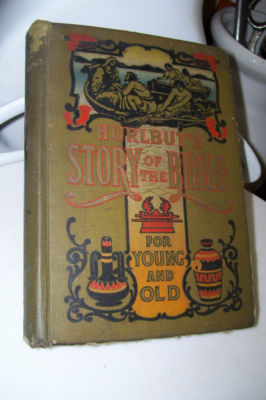 HURLBUT'S
STORY OF THE BIBLE
FOR
YOUNG
AND
OLD